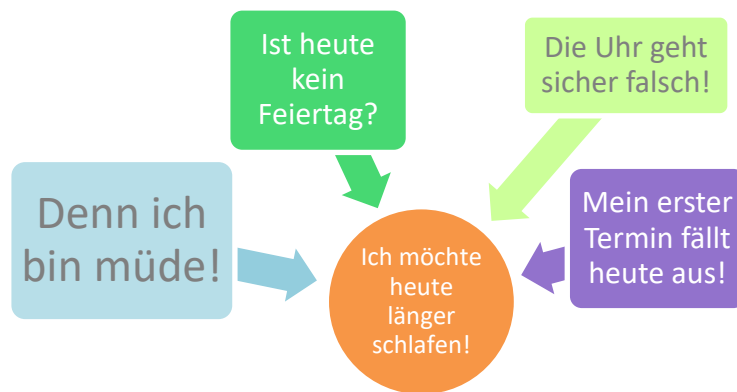 Ist heute
kein
Feiertag?
Die Uhr geht
sicher falsch!
Denn ich
bin müde!
Mein erster
Termin fällt
heute aus!
Ich möchte
heute
länger
schlafen!